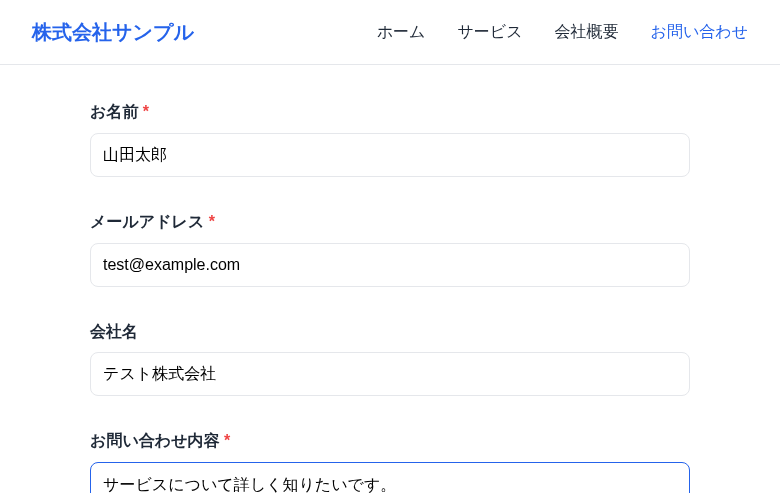 株式会社サンプル ホーム サービス 会社概要 お問い合わせ
お名前 *
山田太郎
メールアドレス *
test@example.com
会社名
テスト株式会社
お問い合わせ内容 *
サービスについて詳しく知りたいです。